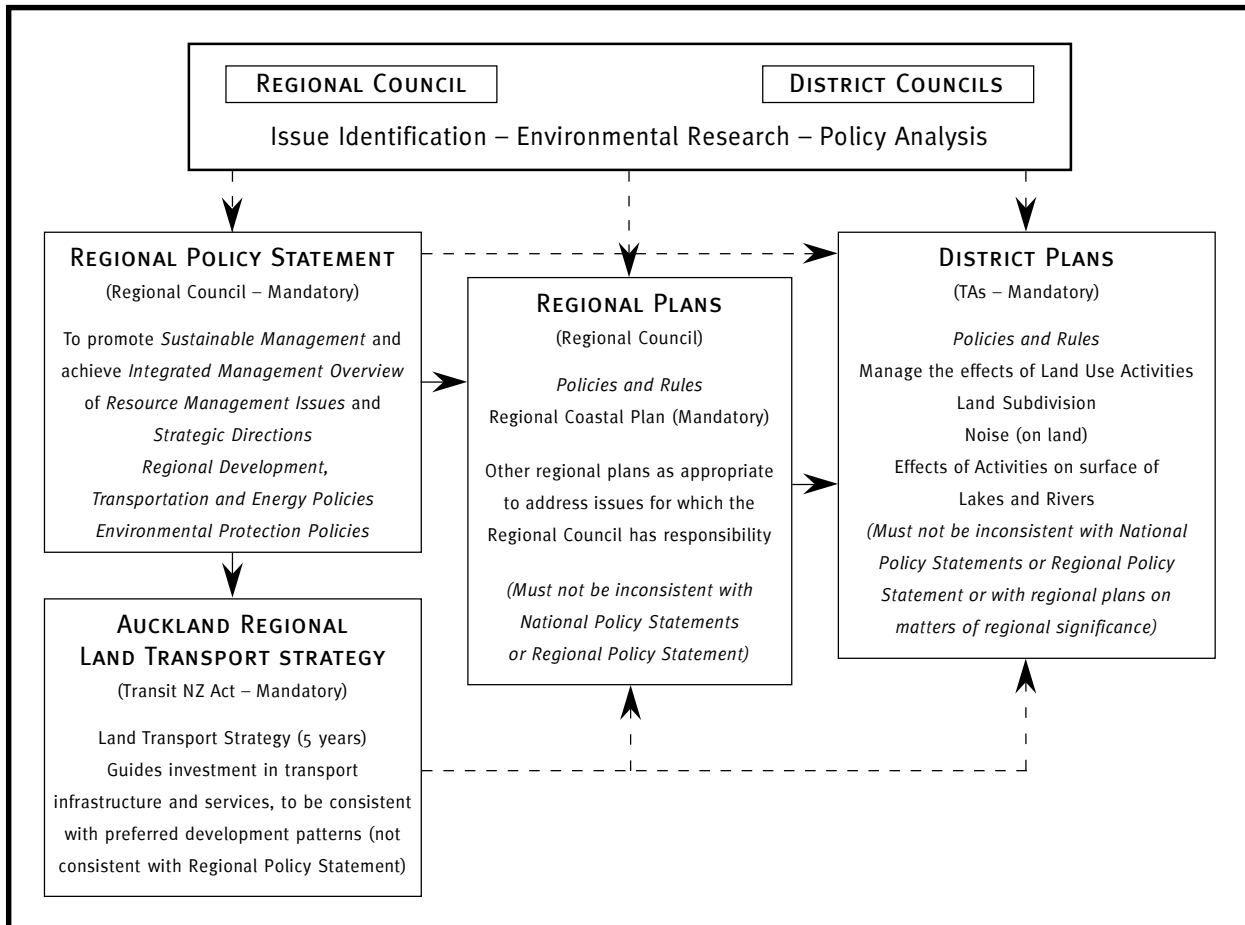 REGIONAL COUNCIL
DISTRICT COUNCILS
Issue Identification – Environmental Research – Policy Analysis
REGIONAL POLICY STATEMENT
(Regional Council – Mandatory)
To promote Sustainable Management and
achieve Integrated Management Overview
of Resource Management Issues and
Strategic Directions
Regional Development,
Transportation and Energy Policies
Environmental Protection Policies
REGIONAL PLANS
(Regional Council)
Policies and Rules
Regional Coastal Plan (Mandatory)
Other regional plans as appropriate
to address issues for which the
Regional Council has responsibility
(Must not be inconsistent with
National Policy Statements
or Regional Policy Statement)
DISTRICT PLANS
(TAs – Mandatory)
Policies and Rules
Manage the effects of Land Use Activities
Land Subdivision
Noise (on land)
Effects of Activities on surface of
Lakes and Rivers
(Must not be inconsistent with National
Policy Statements or Regional Policy
Statement or with regional plans on
matters of regional significance)
AUCKLAND REGIONAL
LAND TRANSPORT STRATEGY
(Transit NZ Act – Mandatory)
Land Transport Strategy (5 years)
Guides investment in transport
infrastructure and services, to be consistent
with preferred development patterns (not
consistent with Regional Policy Statement)